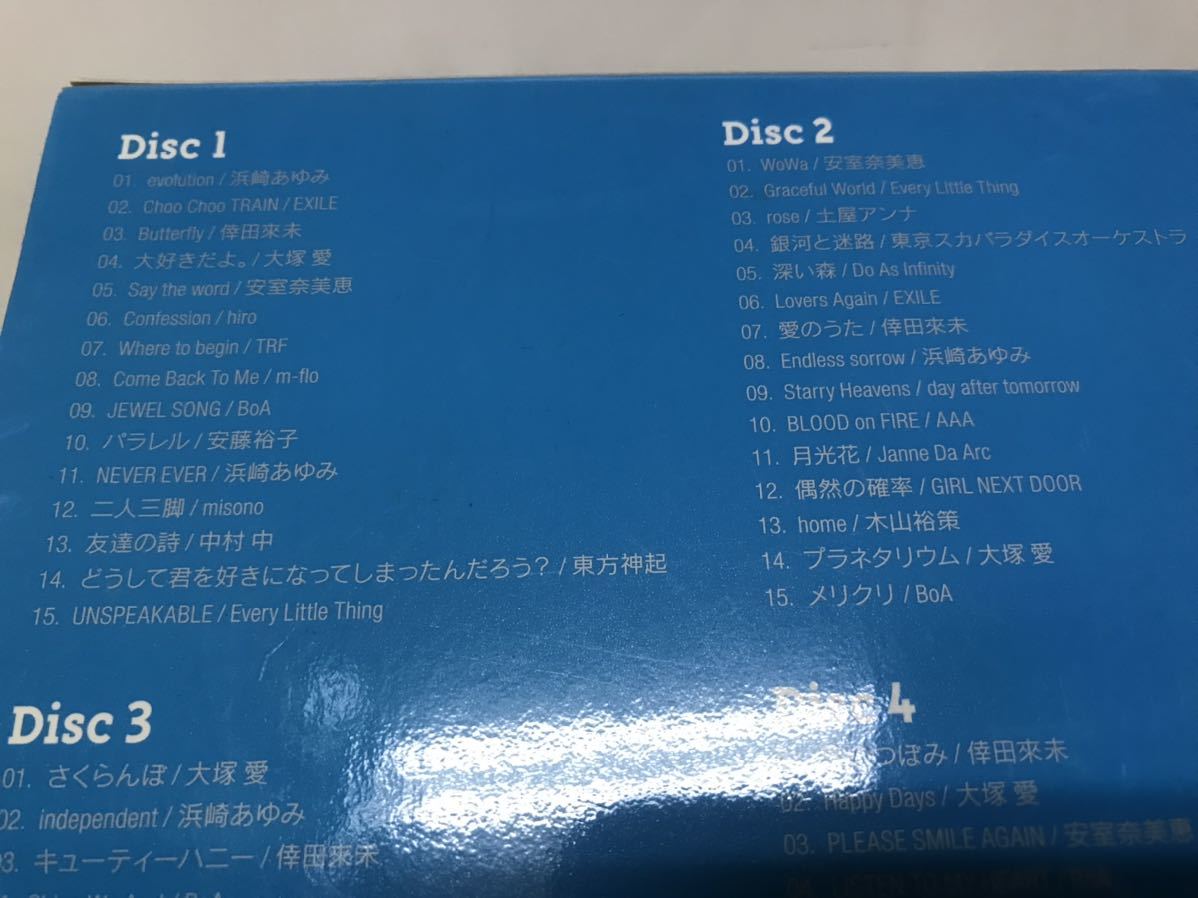 Disc 1
01. evolution / 浜崎あゆみ
02. Choo Choo TRAIN / EXILE
03. Butterfly / 倖田來未
04. 大好きだよ。/ 大塚 愛
05. Say the word / 安室奈美恵
06. Confession / hiro
07. Where to begin / TRF
08. Come Back To Me / m-flo
09. JEWEL SONG / BoA
10. パラレル / 安藤裕子
11. NEVER EVER / 浜崎あゆみ
12. 二人三脚 / misono
13. 友達の詩 / 中村 中
14. どうして君を好きになってしまったんだろう? / 東方神起
15. UNSPEAKABLE / Every Little Thing
Disc 2
01. WoWa / 安室奈美恵
02. Graceful World / Every Little Thing
03. rose / 土屋アンナ
04. 銀河と迷路 / 東京スカパラダイスオーケストラ
05. 深い森 / Do As Infinity
06. Lovers Again / EXILE
07. 愛のうた / 倖田來未
08. Endless sorrow / 浜崎あゆみ
09. Starry Heavens / day after tomorrow
10. BLOOD on FIRE / AAA
11. 月光花 / Janne Da Arc
12. 偶然の確率 / GIRL NEXT DOOR
13. home / 木山裕策
14. プラネタリウム / 大塚 愛
15. メリクリ / BoA
Disc 3
01. さくらんぼ / 大塚 愛
02. independent / 浜崎あゆみ
03. キューティーハニー / 倖田來未
Disc 4
つぼみ / 倖田來未
02. Happy Days / 大塚 愛
03. PLEASE SMILE AGAIN / 安室奈美恵
LISTEN TO MY HEART